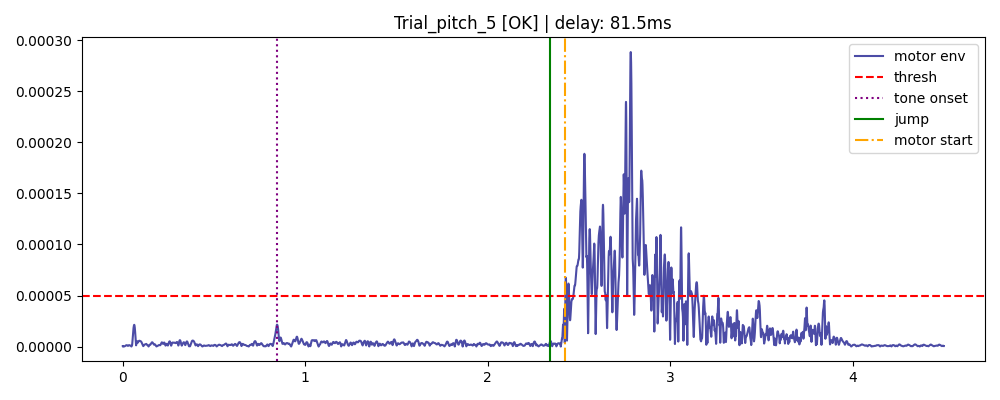 Trial_pitch_5 [OK] | delay: 81.5ms
0.00030
0.00025
0.00020
0.00015
0.00010
0.00005
0.00000
motor env
thresh
tone onset
jump
motor start
0 1 2 3 4